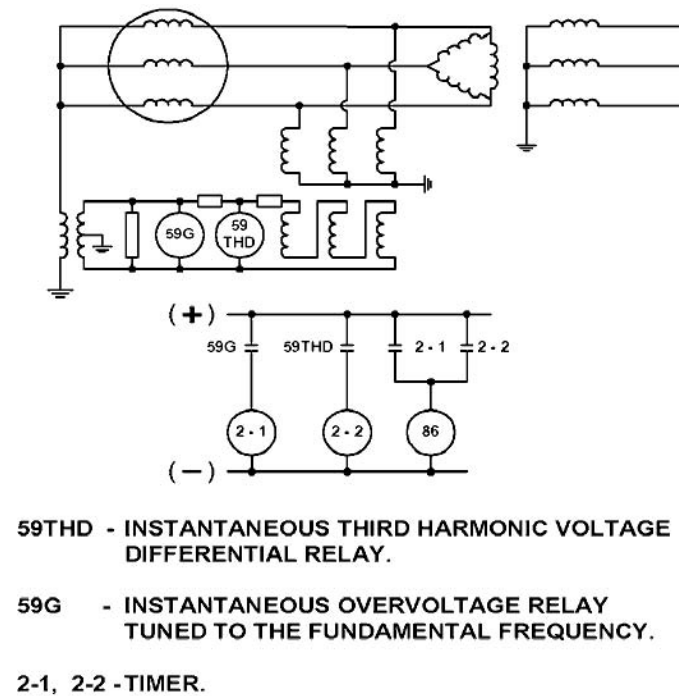 59G
59
THD
(+)
59G
59THD
2 - 1
2 - 2
2 - 1
2 - 2
86
(−)
59THD - INSTANTANEOUS THIRD HARMONIC VOLTAGE
DIFFERENTIAL RELAY.
59G - INSTANTANEOUS OVERVOLTAGE RELAY
TUNED TO THE FUNDAMENTAL FREQUENCY.
2-1, 2-2 - TIMER.